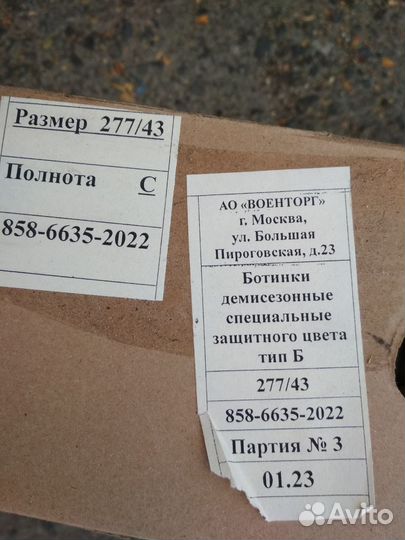 Размер 277/43
Полнота С
858-6635-2022
АО «ВОЕНТОРГ»
г. Москва,
ул. Большая
Пироговская, д.23
Ботинки
демисезонные
специальные
защитного цвета
тип Б
277/43
858-6635-2022
Партия № 3
01.23
Avito